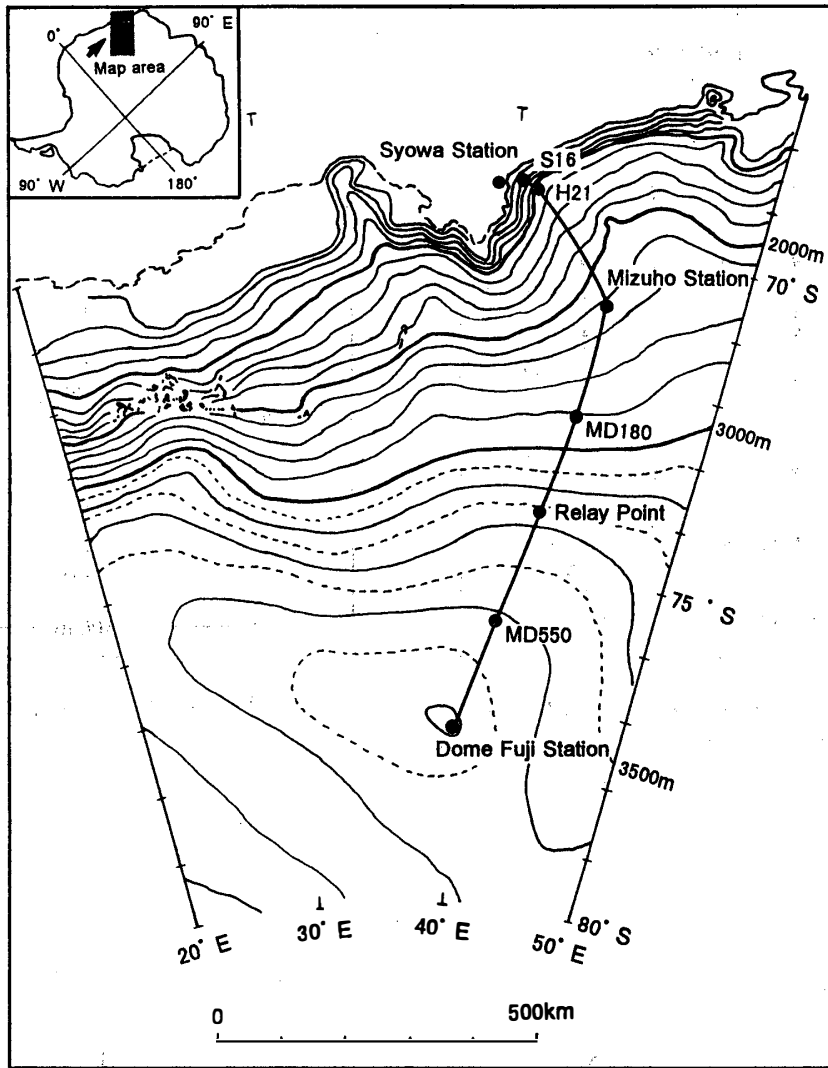 90° E
0°
Map area
90° W
180°
Syowa Station
S16
H21
2000m
70° S
Mizuho Station
MD180
3000m
Relay Point
75° S
MD550
Dome Fuji Station
3500m
20° E
30° E
40° E
50° E
80° S
0
500km